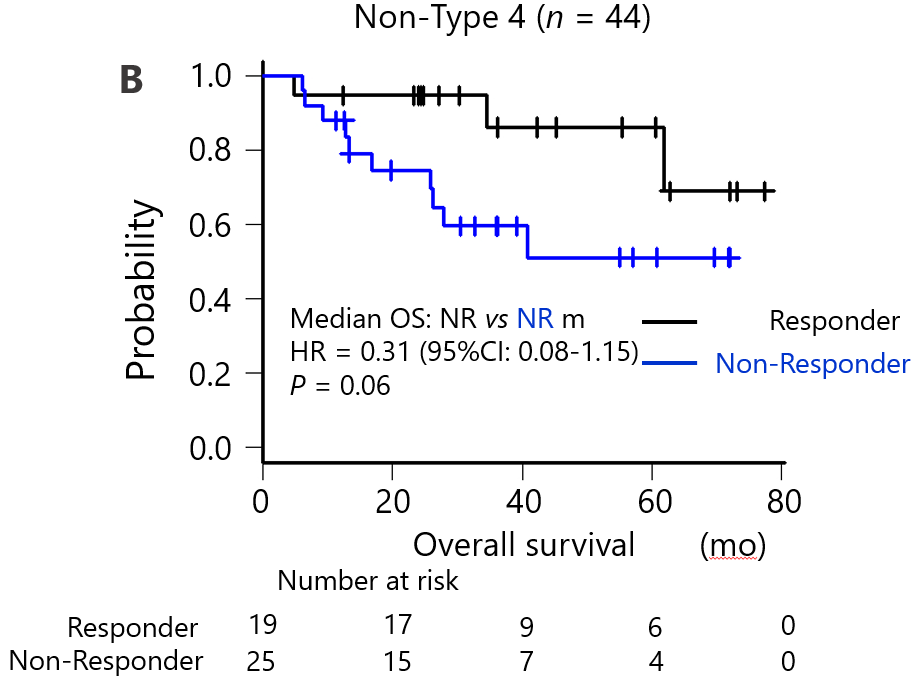 Non-Type 4 (n = 44)
B
1.0
0.8
0.6
0.4
0.2
0.0
Probability
Median OS: NR vs NR m
HR = 0.31 (95%CI: 0.08-1.15)
P = 0.06
Responder
Non-Responder
0 20 40 60 80
Overall survival (mo)
Number at risk
Responder 19 17 9 6 0
Non-Responder 25 15 7 4 0